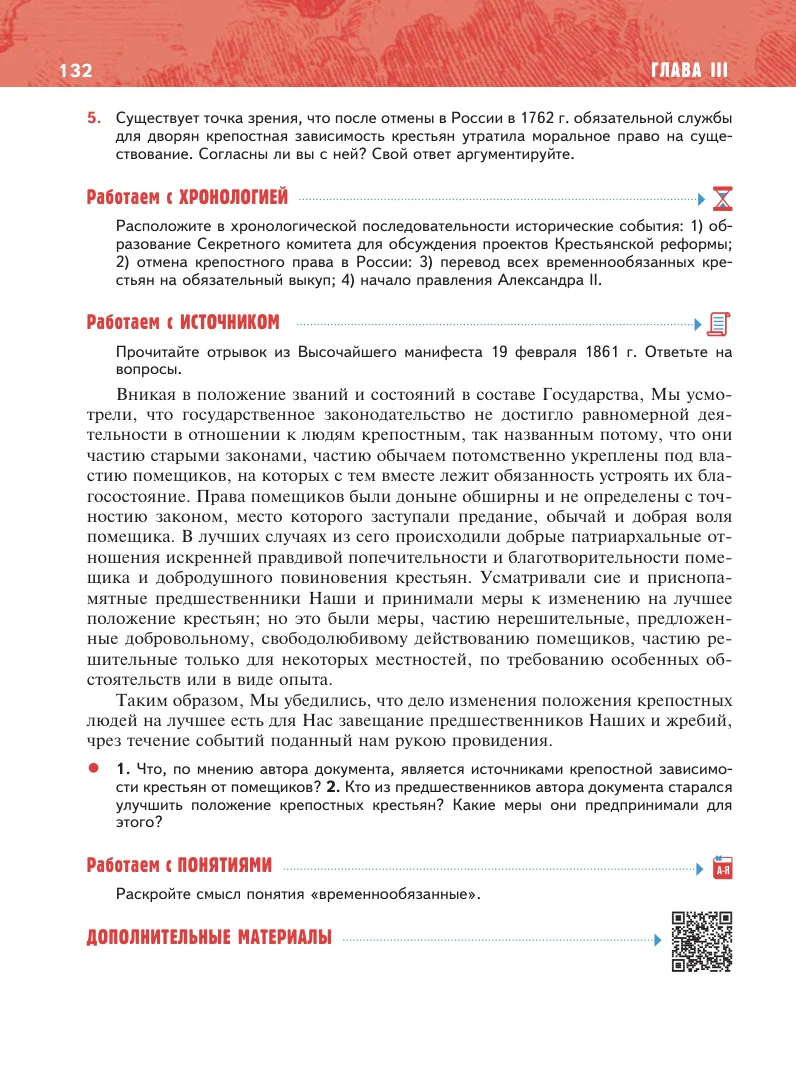 132
ГЛАВА III
5. Существует точка зрения, что после отмены в России в 1762 г. обязательной службы
для дворян крепостная зависимость крестьян утратила моральное право на суще-
ствование. Согласны ли вы с ней? Свой ответ аргументируйте.
Работаем с ХРОНОЛОГИЕЙ
Расположите в хронологической последовательности исторические события: 1) об-
разование Секретного комитета для обсуждения проектов Крестьянской реформы;
2) отмена крепостного права в России: 3) перевод всех временнообязанных кре-
стьян на обязательный выкуп; 4) начало правления Александра II.
Работаем с ИСТОЧНИКОМ
Прочитайте отрывок из Высочайшего манифеста 19 февраля 1861 г. Ответьте на
вопросы.
Вникая в положение званий и состояний в составе Государства, Мы усмо-
трели, что государственное законодательство не достигло равномерной дея-
тельности в отношении к людям крепостным, так названным потому, что они
частию старыми законами, частию обычаем потомственно укреплены под вла-
стию помещиков, на которых с тем вместе лежит обязанность устроять их бла-
госостояние. Права помещиков были доныне обширны и не определены с точ-
ностию законом, место которого заступали предание, обычай и добрая воля
помещика. В лучших случаях из сего происходили добрые патриархальные от-
ношения искренней правдивой попечительности и благотворительности поме-
щика и добродушного повиновения крестьян. Усматривали сие и приснопа-
мятные предшественники Наши и принимали меры к изменению на лучшее
положение крестьян; но это были меры, частию нерешительные, предложен-
ные добровольному, свободолюбивому действованию помещиков, частию ре-
шительные только для некоторых местностей, по требованию особенных об-
стоятельств или в виде опыта.
Таким образом, Мы убедились, что дело изменения положения крепостных
людей на лучшее есть для Нас завещание предшественников Наших и жребий,
чрез течение событий поданный нам рукою провидения.
● 1. Что, по мнению автора документа, является источниками крепостной зависимо-
сти крестьян от помещиков? 2. Кто из предшественников автора документа старался
улучшить положение крепостных крестьян? Какие меры они предпринимали для
этого?
Работаем с ПОНЯТИЯМИ
А-Я
Раскройте смысл понятия «временнообязанные».
ДОПОЛНИТЕЛЬНЫЕ МАТЕРИАЛЫ